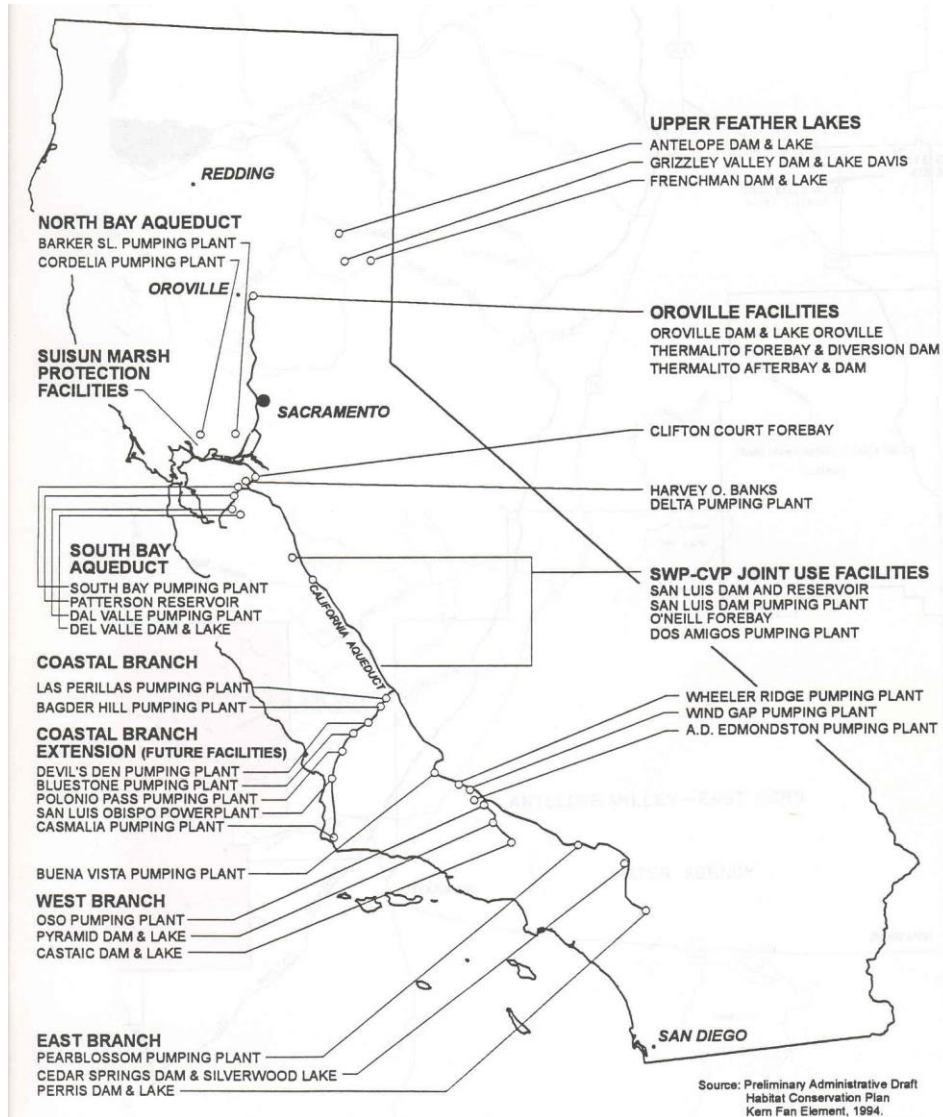 UPPER FEATHER LAKES
ANTELOPE DAM & LAKE
GRIZZLEY VALLEY DAM & LAKE DAVIS
FRENCHMAN DAM & LAKE
REDDING
NORTH BAY AQUEDUCT
BARKER SL. PUMPING PLANT
CORDELIA PUMPING PLANT
OROVILLE
OROVILLE FACILITIES
OROVILLE DAM & LAKE OROVILLE
THERMALITO FOREBAY & DIVERSION DAM
THERMALITO AFTERBAY & DAM
SUISUN MARSH
PROTECTION
FACILITIES
SACRAMENTO
CLIFTON COURT FOREBAY
HARVEY O. BANKS
DELTA PUMPING PLANT
SOUTH BAY
AQUEDUCT
SOUTH BAY PUMPING PLANT
PATTERSON RESERVOIR
DAL VALLE PUMPING PLANT
DEL VALLE DAM & LAKE
SWP-CVP JOINT USE FACILITIES
SAN LUIS DAM AND RESERVOIR
SAN LUIS DAM PUMPING PLANT
O'NEILL FOREBAY
DOS AMIGOS PUMPING PLANT
CALIFORNIA AQUEDUCT
COASTAL BRANCH
LAS PERILLAS PUMPING PLANT
BAGDER HILL PUMPING PLANT
COASTAL BRANCH
EXTENSION (FUTURE FACILITIES)
DEVIL'S DEN PUMPING PLANT
BLUESTONE PUMPING PLANT
POLONIO PASS PUMPING PLANT
SAN LUIS OBISPO POWERPLANT
CASMALIA PUMPING PLANT
WHEELER RIDGE PUMPING PLANT
WIND GAP PUMPING PLANT
A.D. EDMONDSTON PUMPING PLANT
BUENA VISTA PUMPING PLANT
WEST BRANCH
OSO PUMPING PLANT
PYRAMID DAM & LAKE
CASTAIC DAM & LAKE
EAST BRANCH
PEARBLOSSOM PUMPING PLANT
CEDAR SPRINGS DAM & SILVERWOOD LAKE
PERRIS DAM & LAKE
SAN DIEGO
Source: Preliminary Administrative Draft
Habitat Conservation Plan
Kern Fan Element, 1994.